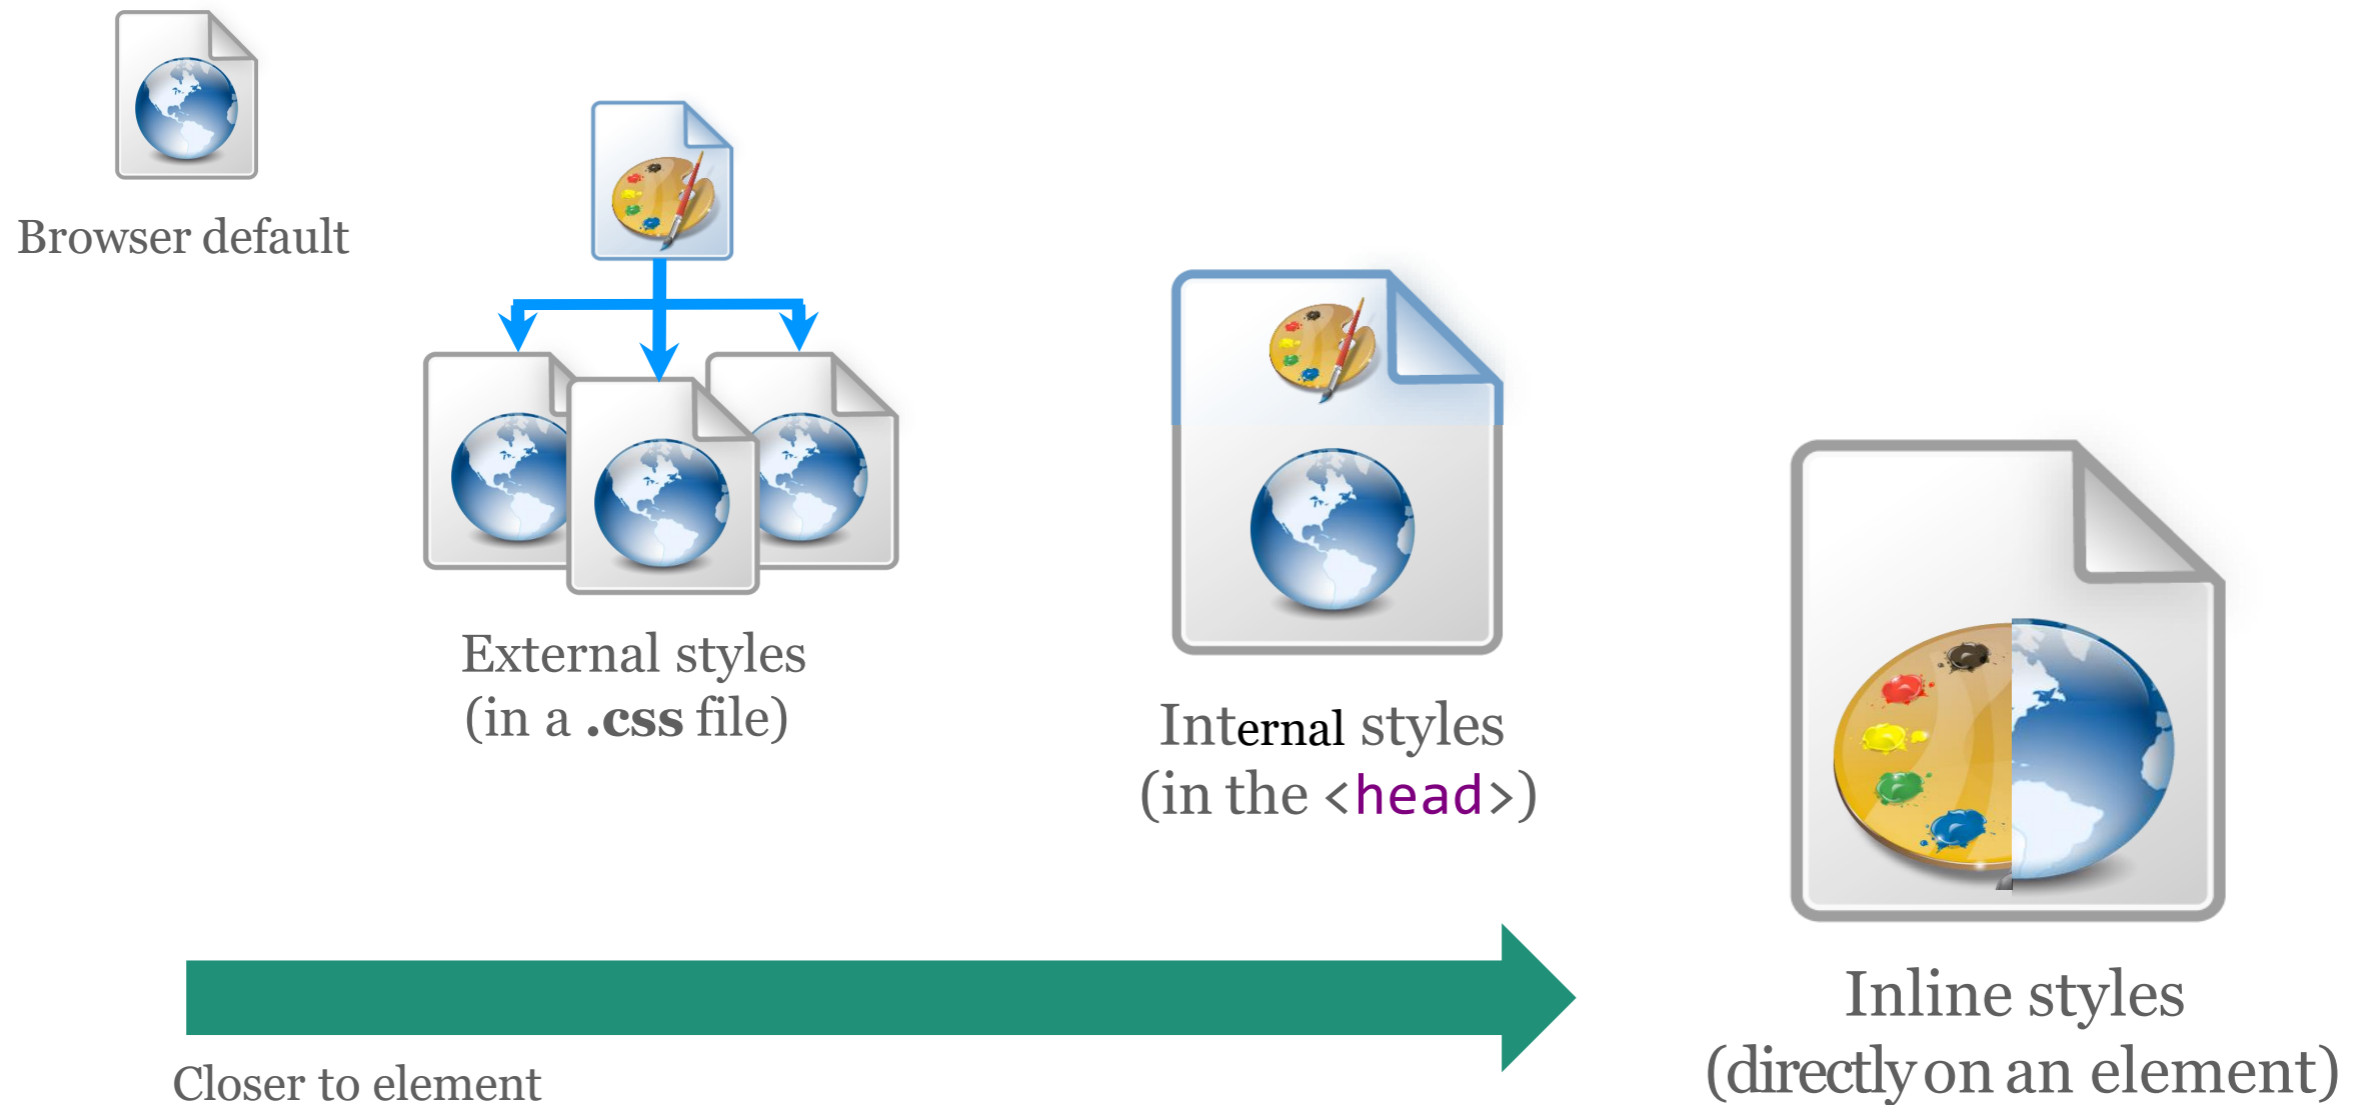 Browser default
External styles
(in a .css file)
Internal styles
(in the <head>)
Inline styles
(directly on an element)
Closer to element